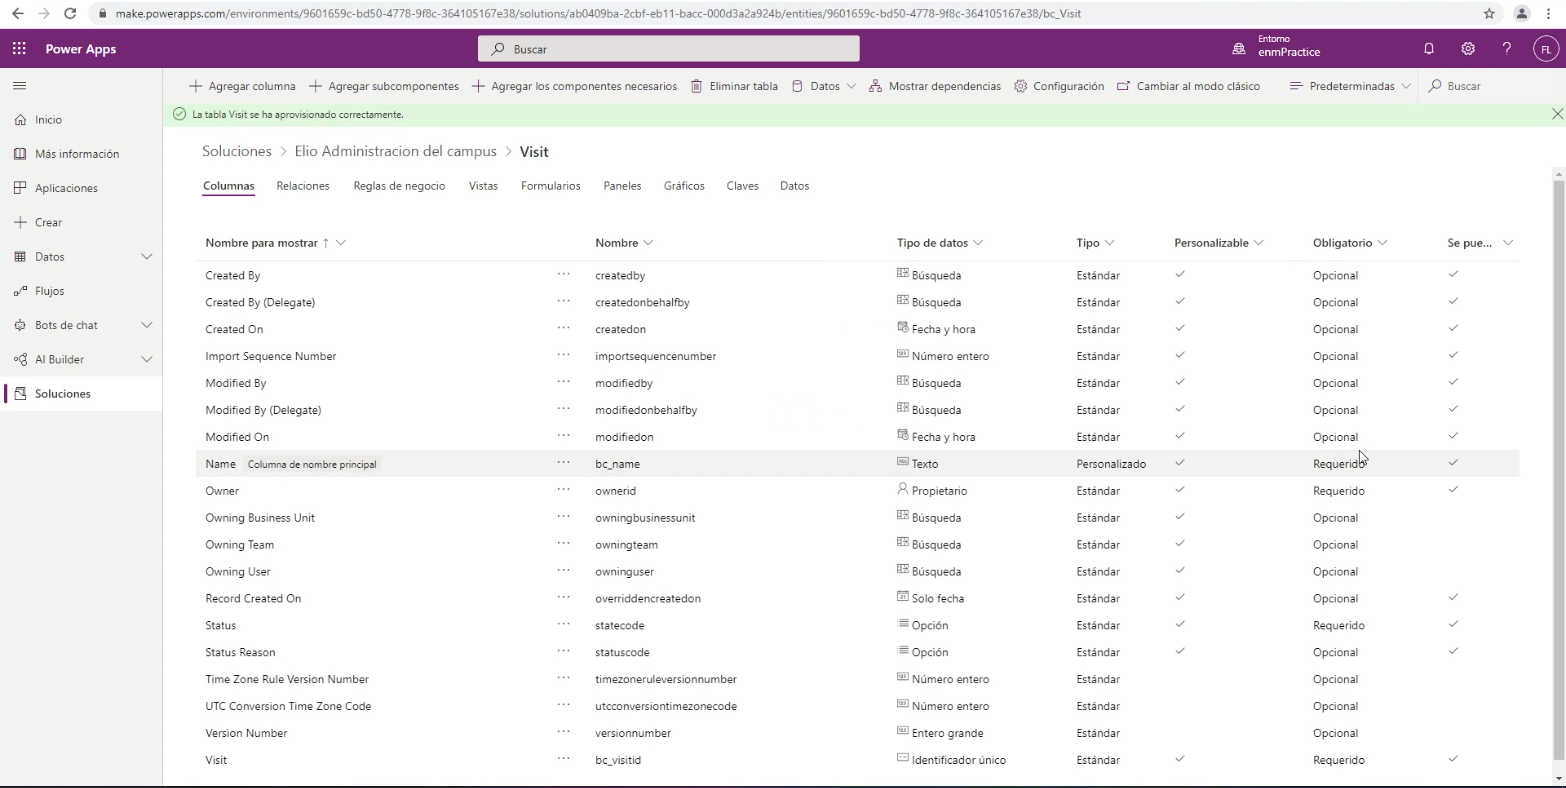 make.powerapps.com/environments/9601659c-bd50-4778-9f8c-364105167e38/solutions/ab0409ba-2cbf-eb11-bacc-000d3a2a924b/entities/9601659c-bd50-4778-9f8c-364105167e38/bc_Visit
Power Apps
Buscar
Entorno
enmPractice
?
FL
Agregar columna
Agregar subcomponentes
Agregar los componentes necesarios
Eliminar tabla
Datos
Mostrar dependencias
Configuración
Cambiar al modo clásico
Predeterminadas
Buscar
La tabla Visit se ha aprovisionado correctamente.
Inicio
Más información
Aplicaciones
Crear
Datos
Flujos
Bots de chat
AI Builder
Soluciones
Soluciones > Elio Administracion del campus > Visit
Columnas Relaciones Reglas de negocio Vistas Formularios Paneles Gráficos Claves Datos
Nombre para mostrar ↑ Nombre Tipo de datos Tipo Personalizable Obligatorio Se pue...
Created By ··· createdby Búsqueda Estándar ✓ Opcional ✓
Created By (Delegate) ··· createdonbehalfby Búsqueda Estándar ✓ Opcional ✓
Created On ··· createdon Fecha y hora Estándar ✓ Opcional ✓
Import Sequence Number ··· importsequencenumber Número entero Estándar ✓ Opcional ✓
Modified By ··· modifiedby Búsqueda Estándar ✓ Opcional ✓
Modified By (Delegate) ··· modifiedonbehalfby Búsqueda Estándar ✓ Opcional ✓
Modified On ··· modifiedon Fecha y hora Estándar ✓ Opcional ✓
Name Columna de nombre principal ··· bc_name Texto Personalizado ✓ Requerido ✓
Owner ··· ownerid Propietario Estándar ✓ Requerido ✓
Owning Business Unit ··· owningbusinessunit Búsqueda Estándar ✓ Opcional
Owning Team ··· owningteam Búsqueda Estándar ✓ Opcional
Owning User ··· owninguser Búsqueda Estándar ✓ Opcional
Record Created On ··· overriddencreatedon Solo fecha Estándar ✓ Opcional ✓
Status ··· statecode Opción Estándar ✓ Requerido ✓
Status Reason ··· statuscode Opción Estándar ✓ Opcional ✓
Time Zone Rule Version Number ··· timezoneruleversionnumber Número entero Estándar Opcional
UTC Conversion Time Zone Code ··· utcconversiontimezonecode Número entero Estándar Opcional
Version Number ··· versionnumber Entero grande Estándar Opcional
Visit ··· bc_visitid Identificador único Estándar ✓ Requerido ✓